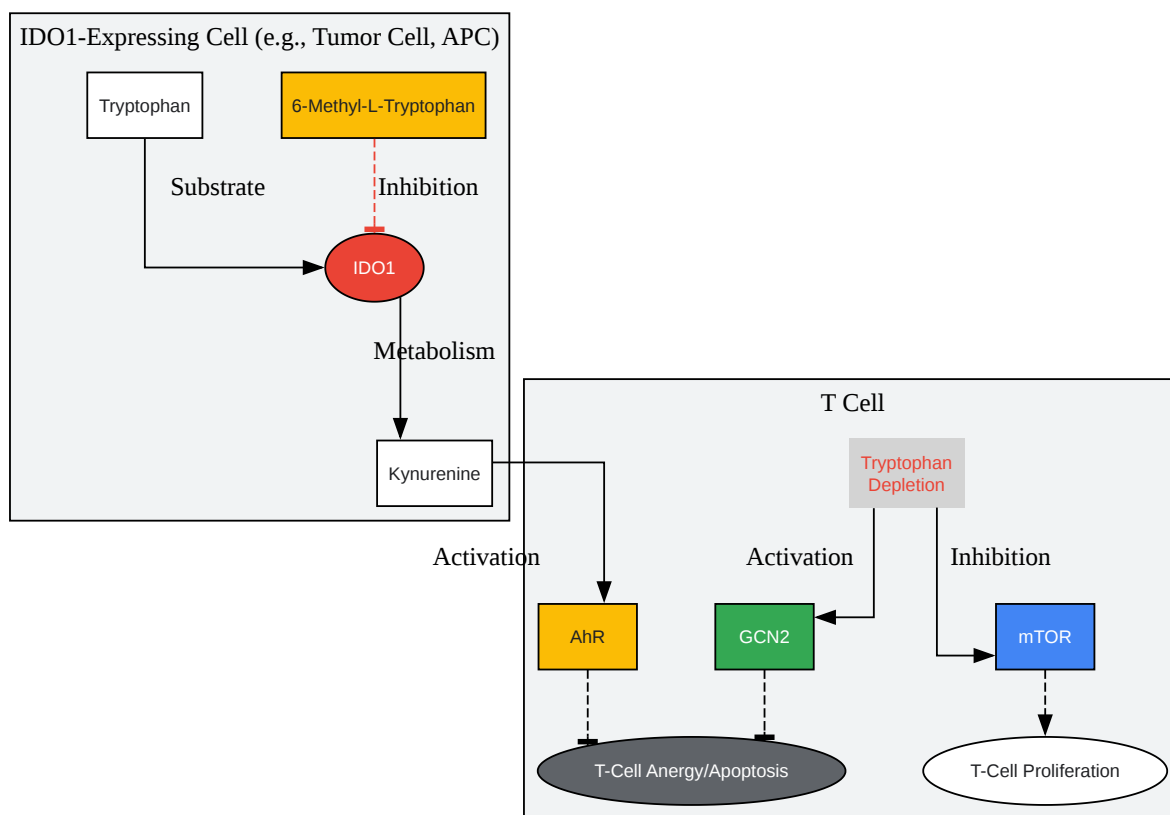 IDO1-Expressing Cell (e.g., Tumor Cell, APC)
Tryptophan
6-Methyl-L-Tryptophan
Substrate
Inhibition
IDO1
Metabolism
Kynurenine
T Cell
Tryptophan
Depletion
Activation
Activation
Inhibition
AhR
GCN2
mTOR
T-Cell Anergy/Apoptosis
T-Cell Proliferation